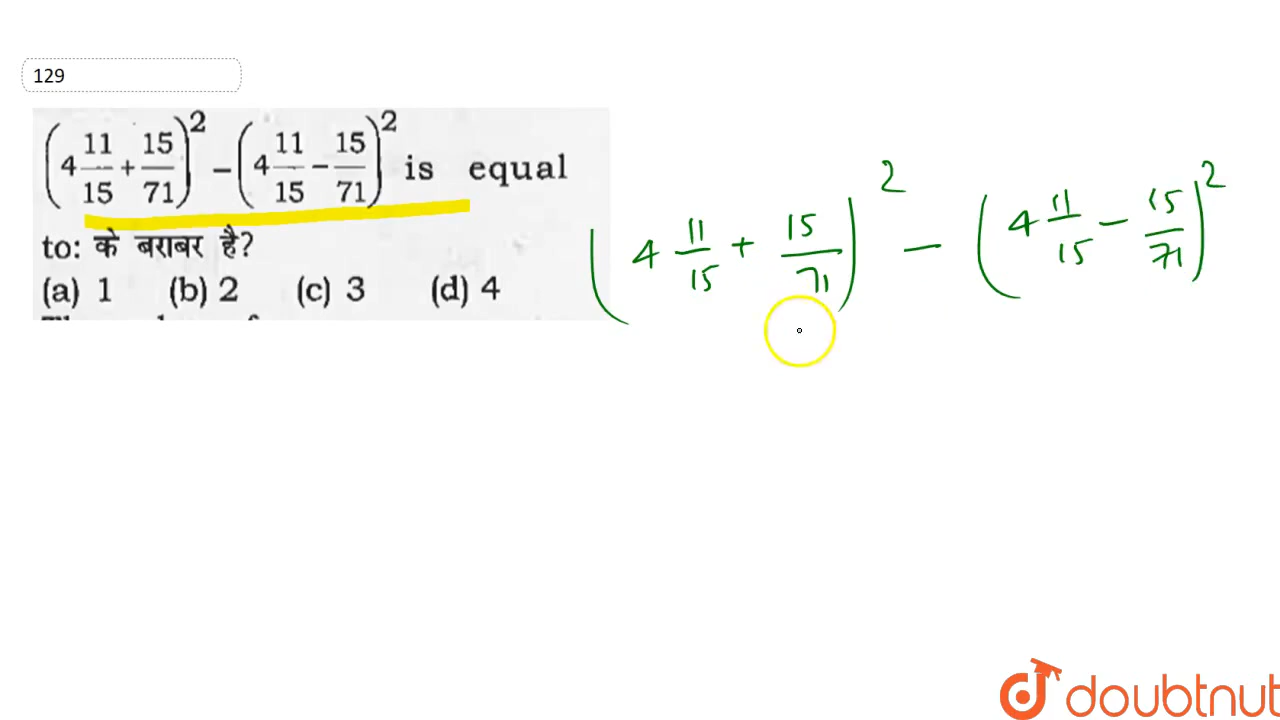 129
(4 11/15 + 15/71)² − (4 11/15 − 15/71)² is equal
to: के बराबर है?
(a) 1 (b) 2 (c) 3 (d) 4
(4 11/15 + 15/71)² − (4 11/15 − 15/71)²
doubtnut